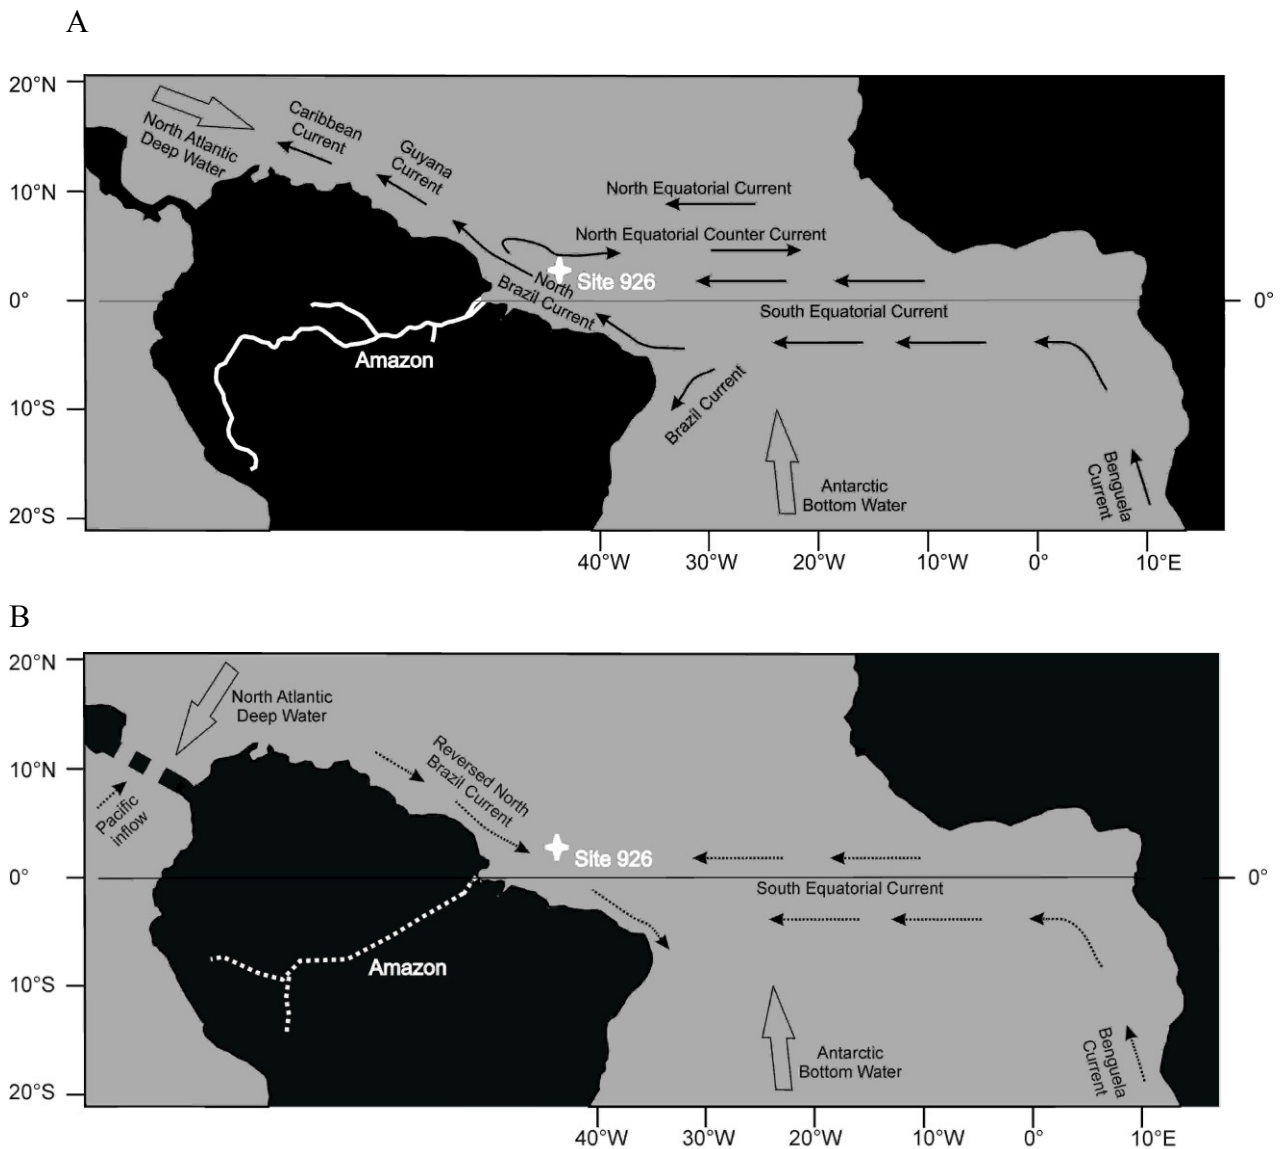 A
20°N
10°N
0°
10°S
20°S
North Atlantic
Deep Water
Caribbean
Current
Guyana
Current
North Equatorial Current
North Equatorial Counter Current
Site 926
North
Brazil Current
South Equatorial Current
0°
Amazon
Brazil Current
Antarctic
Bottom Water
Benguela
Current
40°W
30°W
20°W
10°W
0°
10°E
B
20°N
10°N
0°
10°S
20°S
North Atlantic
Deep Water
Pacific
inflow
Reversed North
Brazil Current
Site 926
South Equatorial Current
0°
Amazon
Antarctic
Bottom Water
Benguela
Current
40°W
30°W
20°W
10°W
0°
10°E